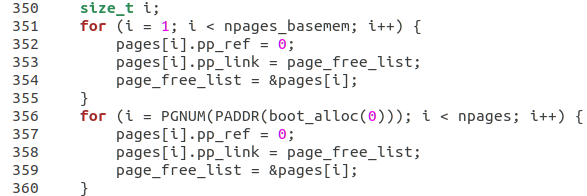 350     size_t i;
351     for (i = 1; i < npages_basemem; i++) {
352         pages[i].pp_ref = 0;
353         pages[i].pp_link = page_free_list;
354         page_free_list = &pages[i];
355     }
356     for (i = PGNUM(PADDR(boot_alloc(0))); i < npages; i++) {
357         pages[i].pp_ref = 0;
358         pages[i].pp_link = page_free_list;
359         page_free_list = &pages[i];
360     }